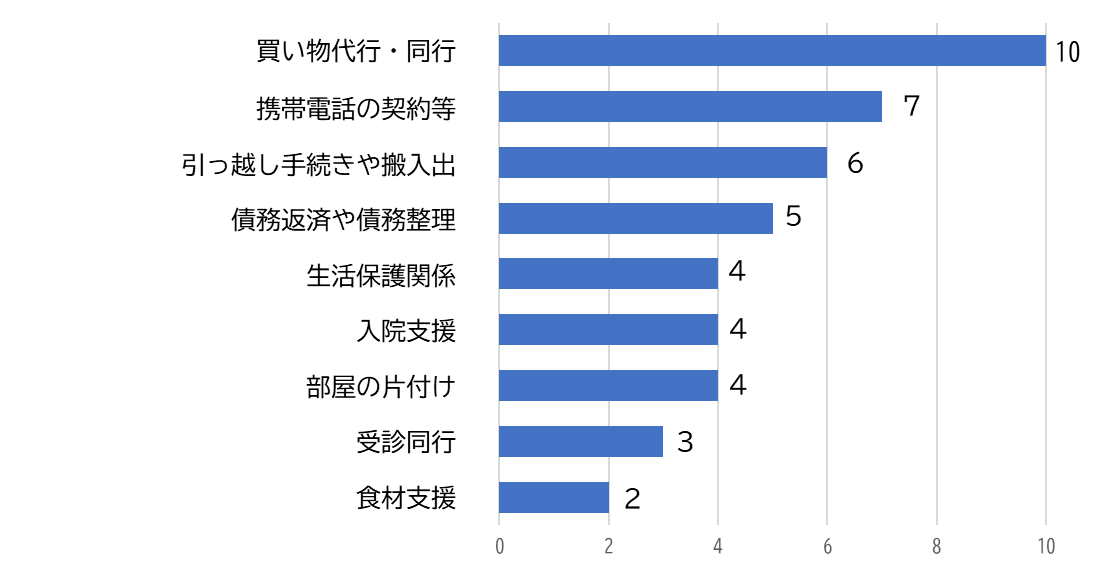 買い物代行・同行 10
携帯電話の契約等 7
引っ越し手続きや搬入出 6
債務返済や債務整理 5
生活保護関係 4
入院支援 4
部屋の片付け 4
受診同行 3
食材支援 2
0 2 4 6 8 10